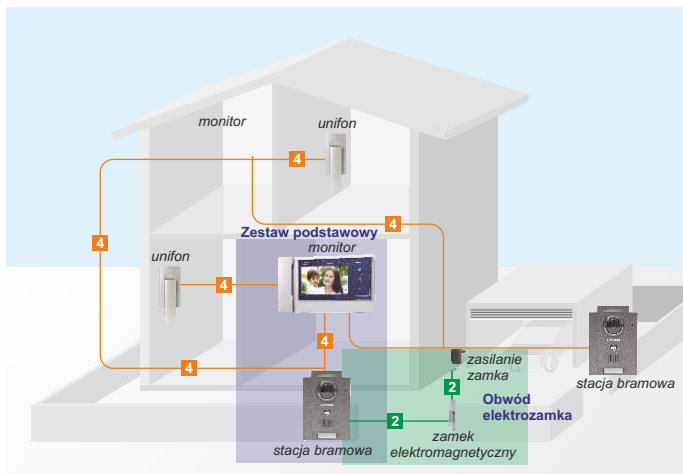 monitor
unifon
4
4
4
Zestaw podstawowy
monitor
unifon
4
4
4
zasilanie
zamka
stacja bramowa
2
Obwód
elektrozamka
2
zamek
elektromagnetyczny
stacja bramowa